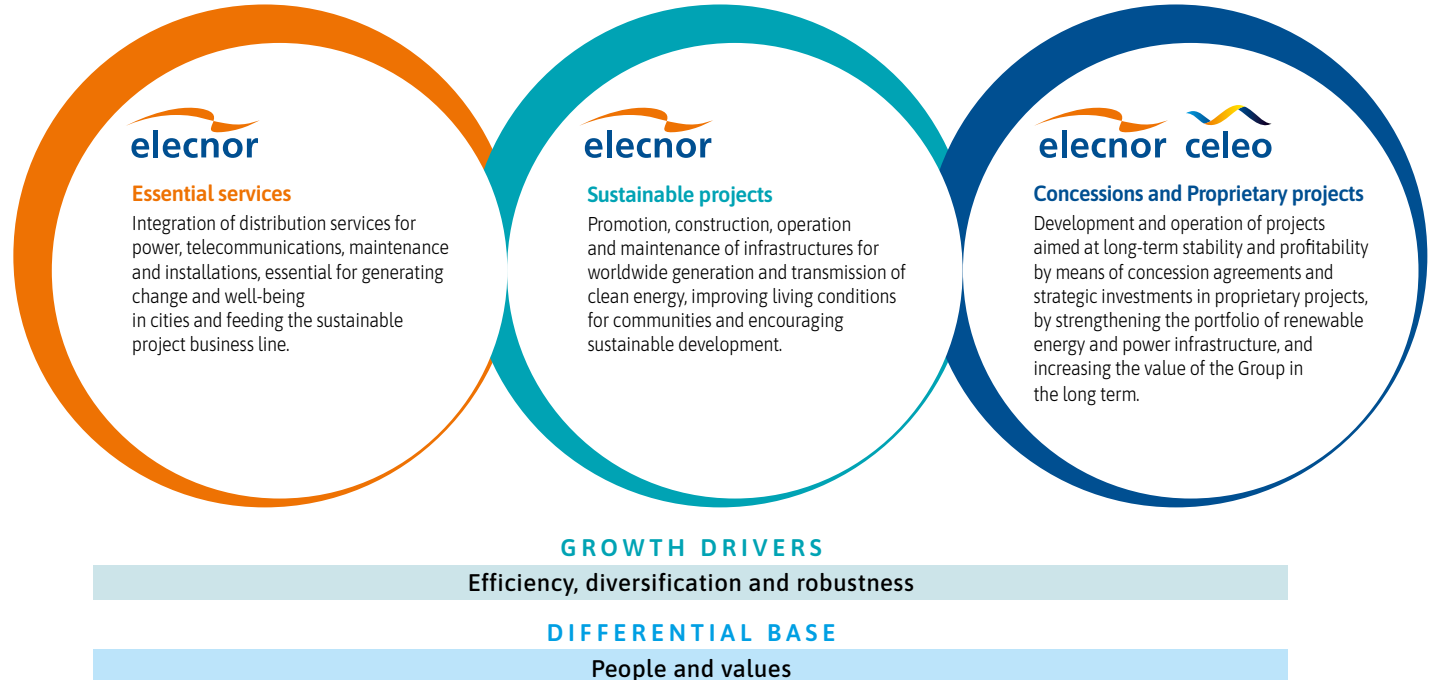 elecnor
Essential services
Integration of distribution services for
power, telecommunications, maintenance
and installations, essential for generating
change and well-being
in cities and feeding the sustainable
project business line.
elecnor
Sustainable projects
Promotion, construction, operation
and maintenance of infrastructures for
worldwide generation and transmission of
clean energy, improving living conditions
for communities and encouraging
sustainable development.
elecnor celeo
Concessions and Proprietary projects
Development and operation of projects
aimed at long-term stability and profitability
by means of concession agreements and
strategic investments in proprietary projects,
by strengthening the portfolio of renewable
energy and power infrastructure, and
increasing the value of the Group in
the long term.
GROWTH DRIVERS
Efficiency, diversification and robustness
DIFFERENTIAL BASE
People and values